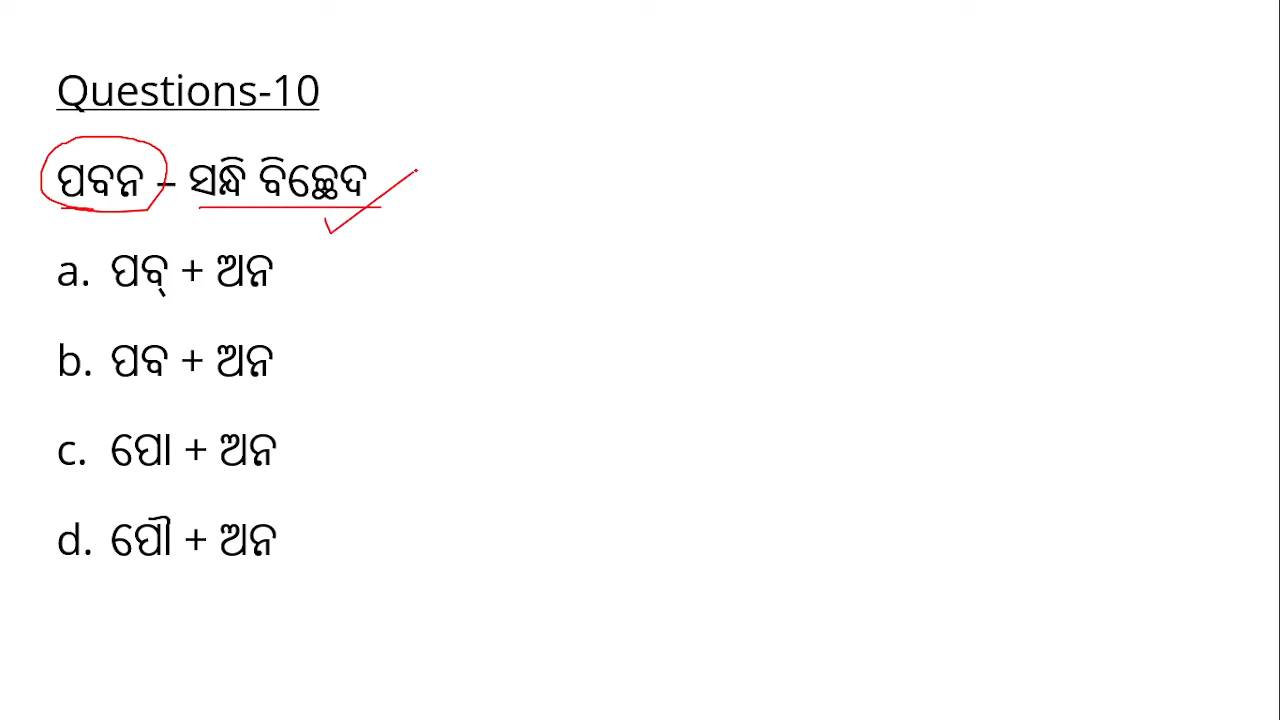 Questions-10
ପବନ – ସନ୍ଧି ବିଚ୍ଛେଦ
a. ପବ୍ + ଅନ
b. ପବ + ଅନ
c. ପୋ + ଅନ
d. ପୌ + ଅନ